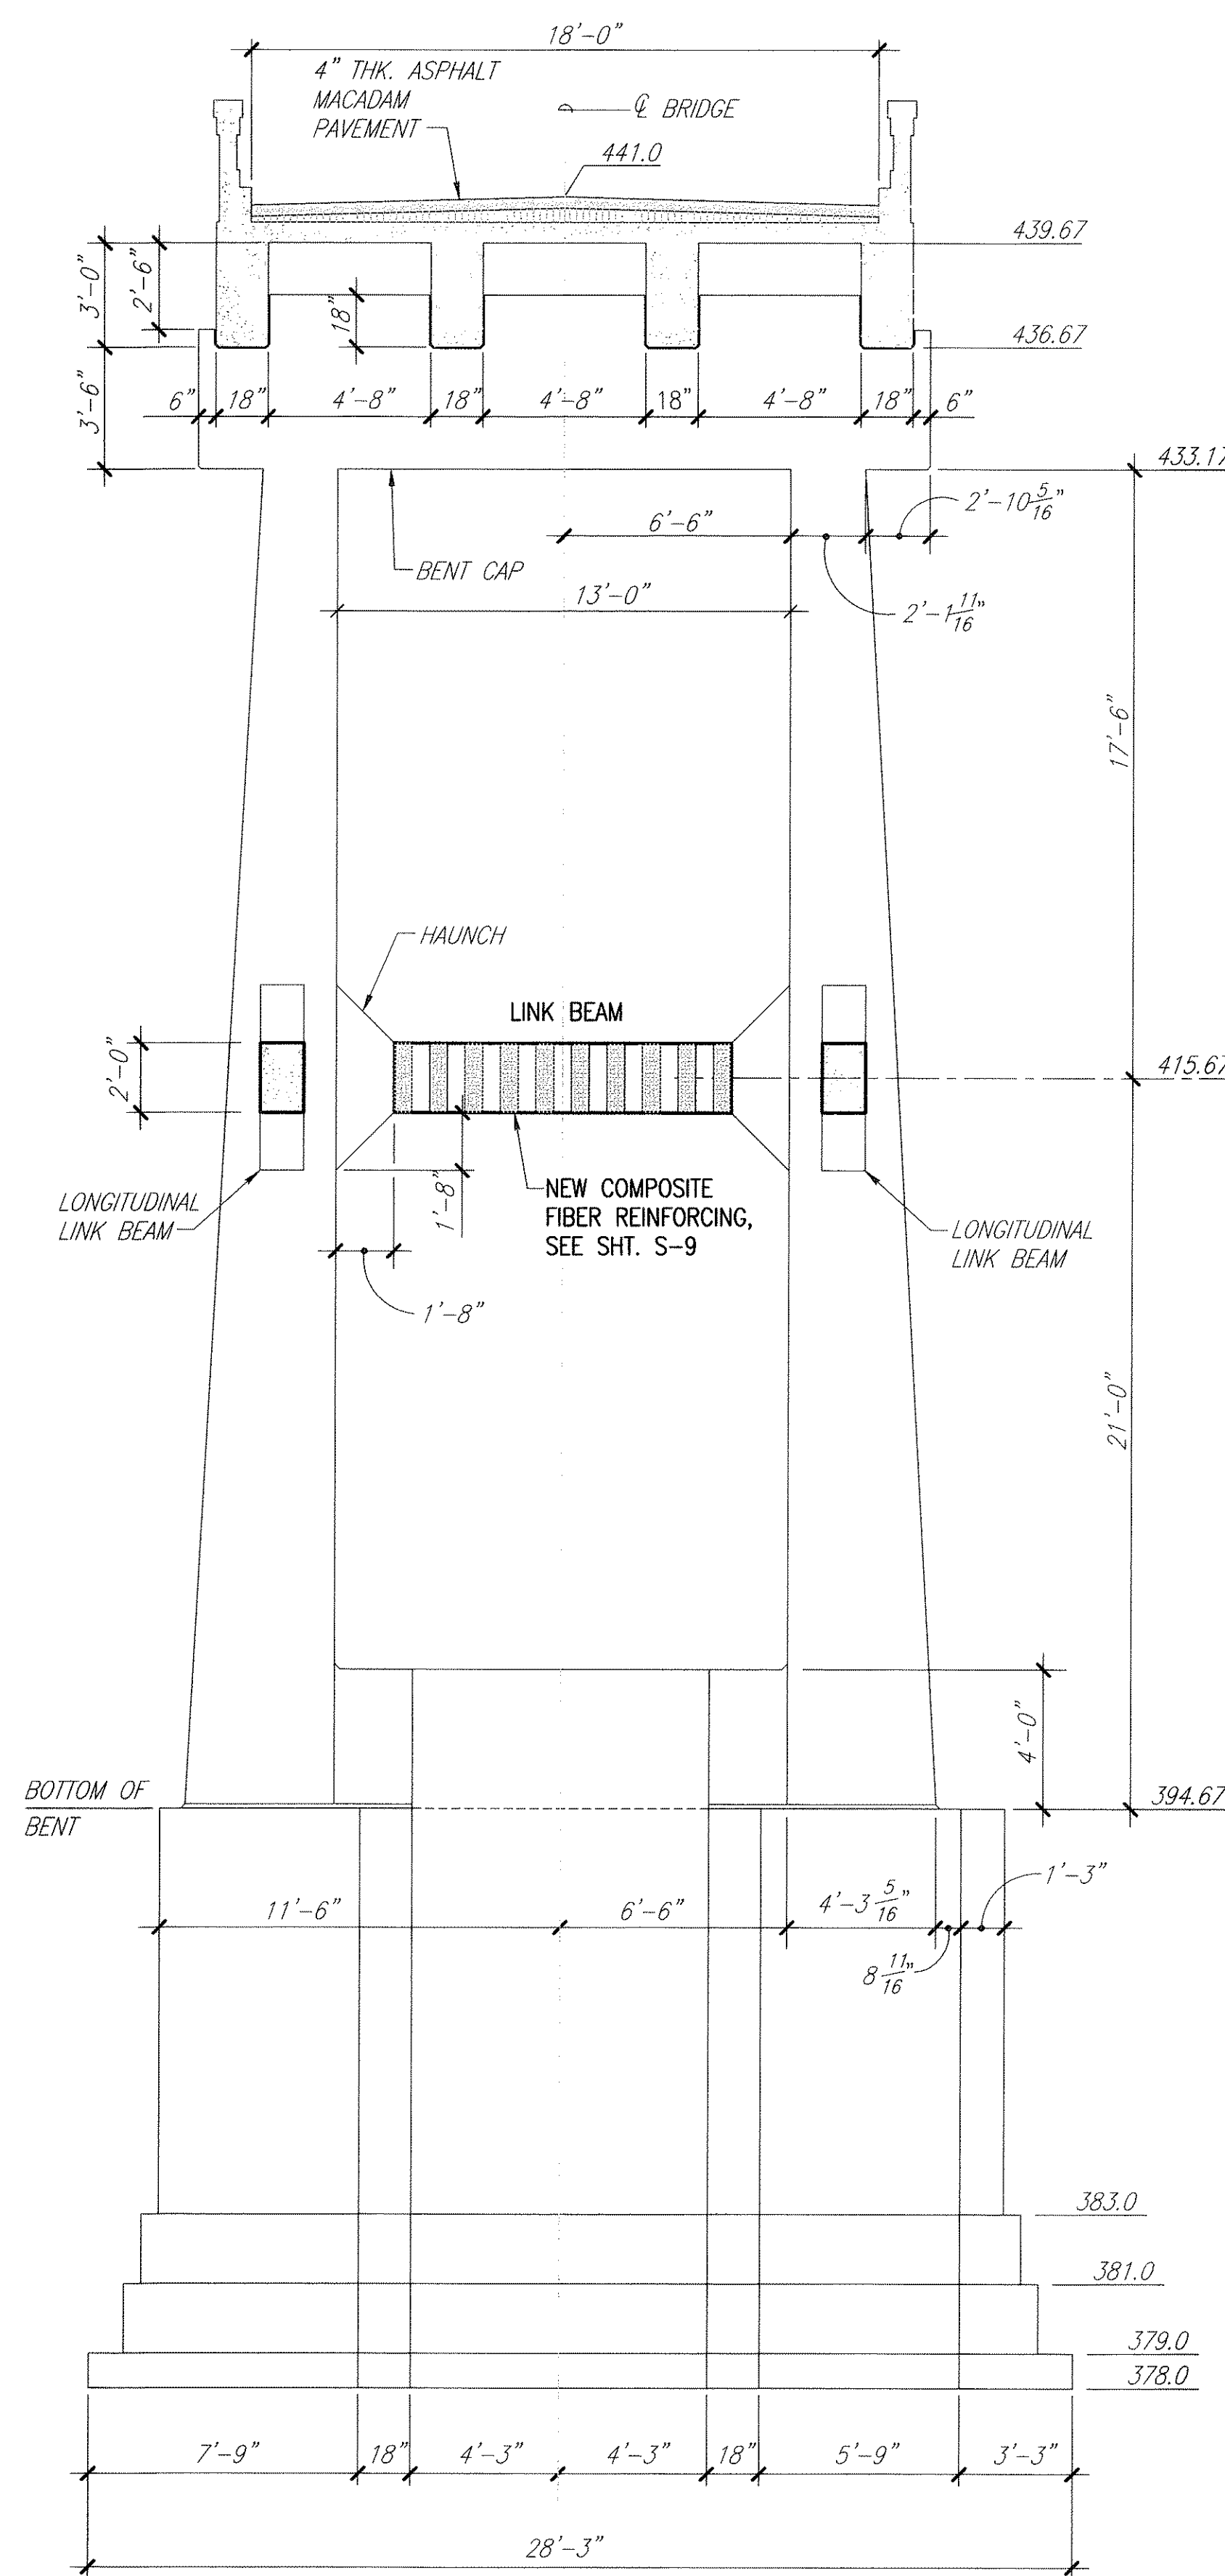 18'-0"
4" THK. ASPHALT
MACADAM
PAVEMENT
℄ BRIDGE
441.0
439.67
3'-0"
2'-6"
18"
436.67
3'-6"
6"
18"
4'-8"
18"
4'-8"
18"
4'-8"
18"
6"
433.17
2'-10 5/16"
6'-6"
BENT CAP
13'-0"
2'-1 11/16"
17'-6"
HAUNCH
LINK BEAM
2'-0"
415.67
1'-8"
NEW COMPOSITE
FIBER REINFORCING,
SEE SHT. S-9
LONGITUDINAL
LINK BEAM
LONGITUDINAL
LINK BEAM
1'-8"
21'-0"
4'-0"
BOTTOM OF
BENT
394.67
11'-6"
6'-6"
4'-3 5/16"
1'-3"
8 11/16"
383.0
381.0
379.0
378.0
7'-9"
18"
4'-3"
4'-3"
18"
5'-9"
3'-3"
28'-3"